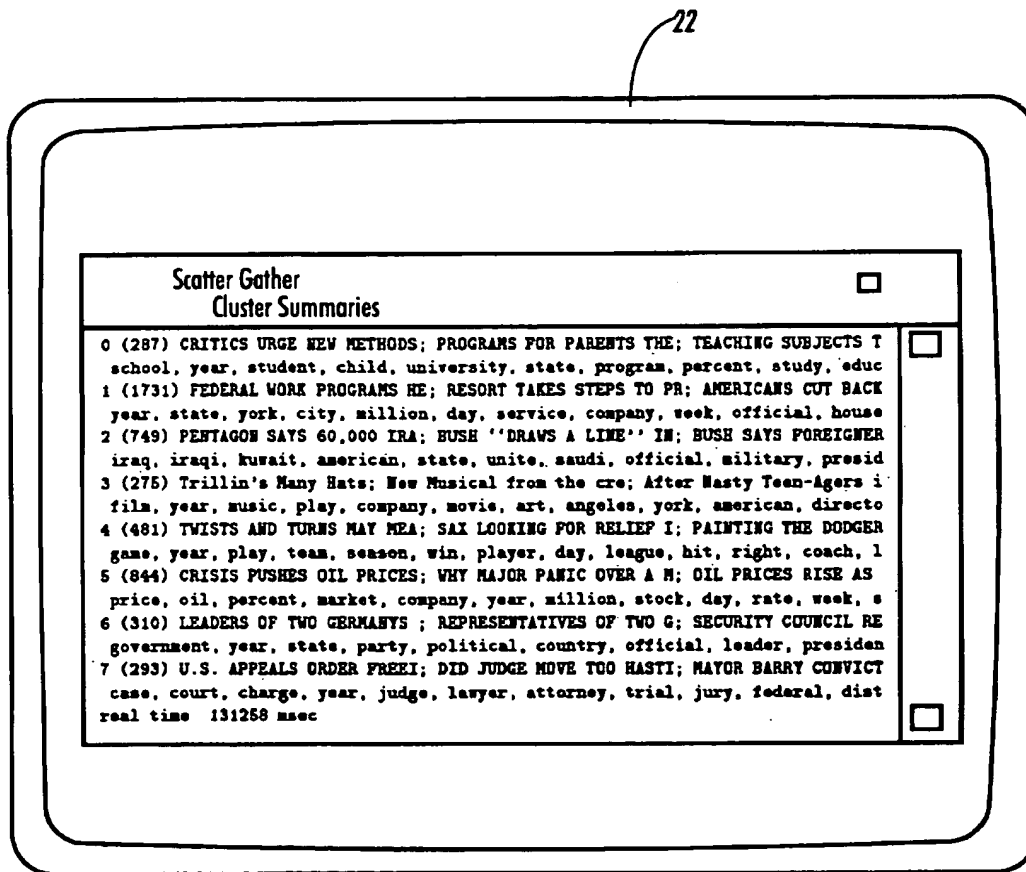 22
Scatter Gather
Cluster Summaries
0 (287) CRITICS URGE NEW METHODS; PROGRAMS FOR PARENTS THE; TEACHING SUBJECTS T
school, year, student, child, university, state, program, percent, study, educ
1 (1731) FEDERAL WORK PROGRAMS HE; RESORT TAKES STEPS TO PR; AMERICANS CUT BACK
year, state, york, city, million, day, service, company, week, official, house
2 (749) PENTAGON SAYS 60,000 IRA; BUSH ''DRAWS A LINE'' IN; BUSH SAYS FOREIGNER
iraq, iraqi, kuwait, american, state, unite, saudi, official, military, presid
3 (275) Trillin's Many Hats; New Musical from the cre; After Nasty Teen-Agers i
film, year, music, play, company, movie, art, angeles, york, american, directo
4 (481) TWISTS AND TURNS MAY MEA; SAX LOOKING FOR RELIEF I; PAINTING THE DODGER
game, year, play, team, season, win, player, day, league, hit, right, coach, l
5 (844) CRISIS PUSHES OIL PRICES; WHY MAJOR PANIC OVER A M; OIL PRICES RISE AS
price, oil, percent, market, company, year, million, stock, day, rate, week, s
6 (310) LEADERS OF TWO GERMANYS ; REPRESENTATIVES OF TWO G; SECURITY COUNCIL RE
government, year, state, party, political, country, official, leader, presiden
7 (293) U.S. APPEALS ORDER FREEI; DID JUDGE MOVE TOO HASTI; MAYOR BARRY CONVICT
case, court, charge, year, judge, lawyer, attorney, trial, jury, federal, dist
real time 131258 msec